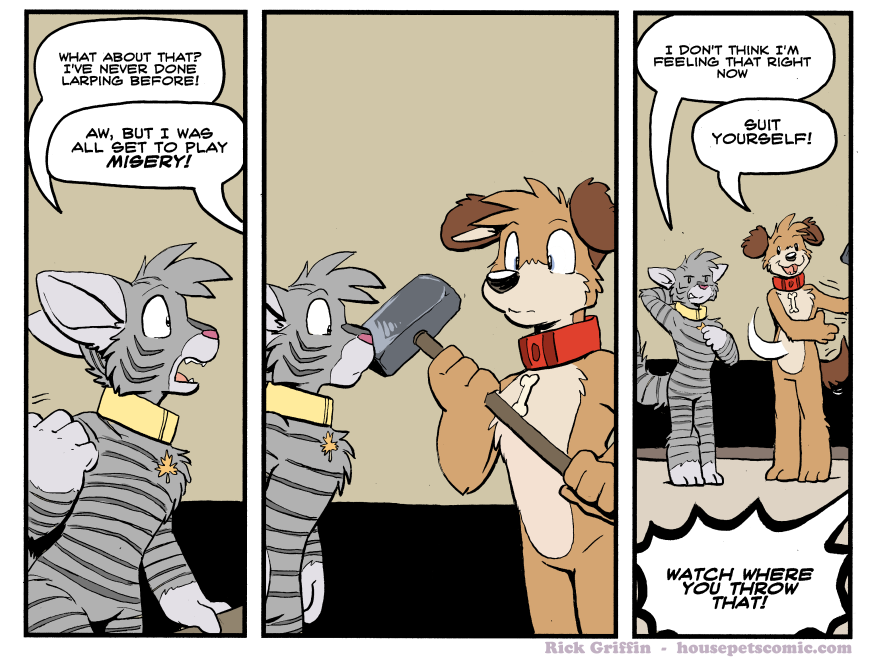 WHAT ABOUT THAT?
I'VE NEVER DONE
LARPING BEFORE!
AW, BUT I WAS
ALL SET TO PLAY
MISERY!
I DON'T THINK I'M
FEELING THAT RIGHT
NOW
SUIT
YOURSELF!
WATCH WHERE
YOU THROW
THAT!
Rick Griffin - housepetscomic.com